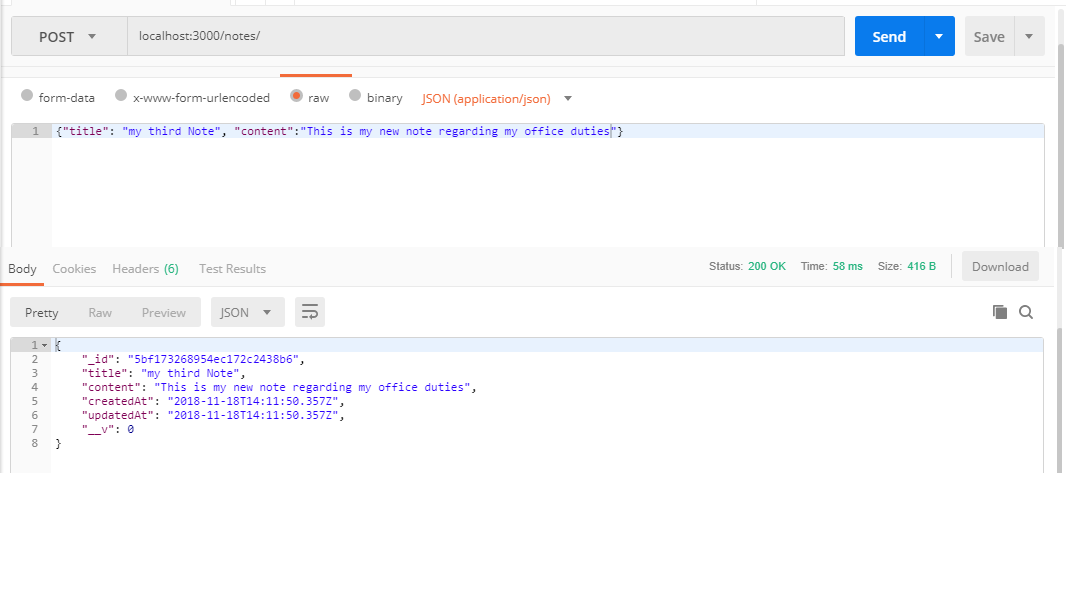 POST localhost:3000/notes/ Send Save
form-data x-www-form-urlencoded raw binary JSON (application/json)
1 {"title": "my third Note", "content":"This is my new note regarding my office duties"}
Body Cookies Headers (6) Test Results Status: 200 OK Time: 58 ms Size: 416 B Download
Pretty Raw Preview JSON
1 {
2 "_id": "5bf173268954ec172c2438b6",
3 "title": "my third Note",
4 "content": "This is my new note regarding my office duties",
5 "createdAt": "2018-11-18T14:11:50.357Z",
6 "updatedAt": "2018-11-18T14:11:50.357Z",
7 "__v": 0
8 }